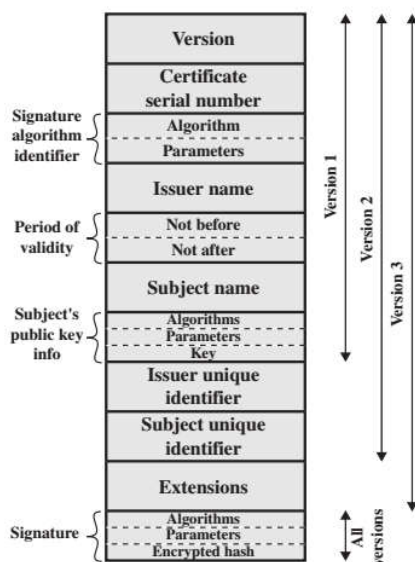 Version
Certificate
serial number
Signature
algorithm
identifier
Algorithm
Parameters
Issuer name
Period of
validity
Not before
Not after
Subject name
Subject's
public key
info
Algorithms
Parameters
Key
Issuer unique
identifier
Subject unique
identifier
Extensions
Signature
Algorithms
Parameters
Encrypted hash
Version 1
Version 2
Version 3
All
versions